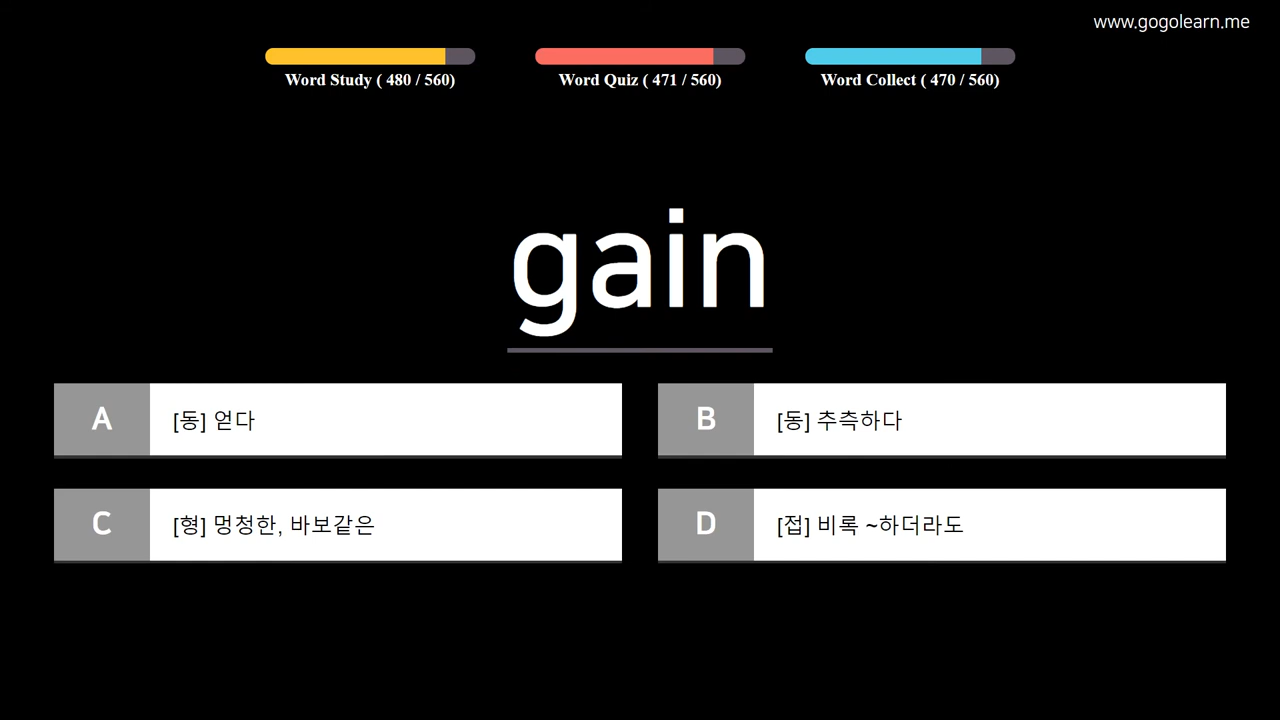 www.gogolearn.me
Word Study ( 480 / 560)
Word Quiz ( 471 / 560)
Word Collect ( 470 / 560)
gain
A [동] 얻다
B [동] 추측하다
C [형] 멍청한, 바보같은
D [접] 비록 ~하더라도